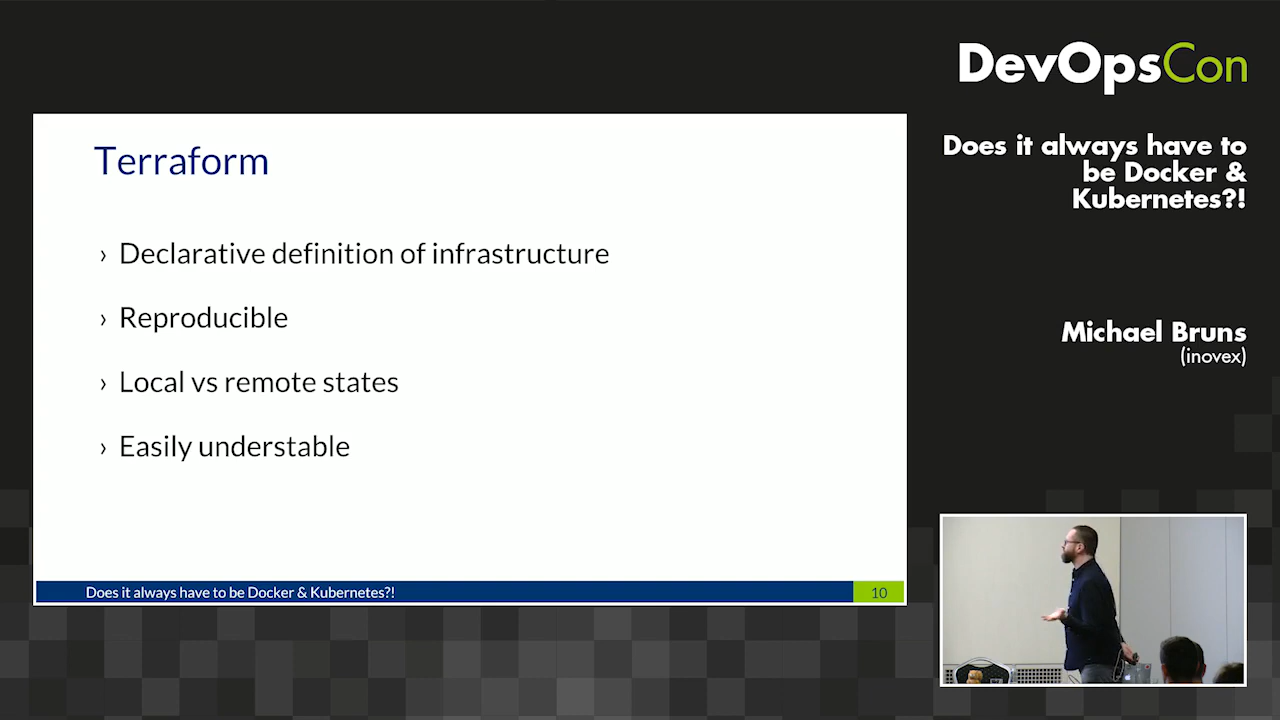 DevOpsCon
Does it always have to
be Docker &
Kubernetes?!
Michael Bruns
(inovex)
Terraform
› Declarative definition of infrastructure
› Reproducible
› Local vs remote states
› Easily understable
Does it always have to be Docker & Kubernetes?!
10